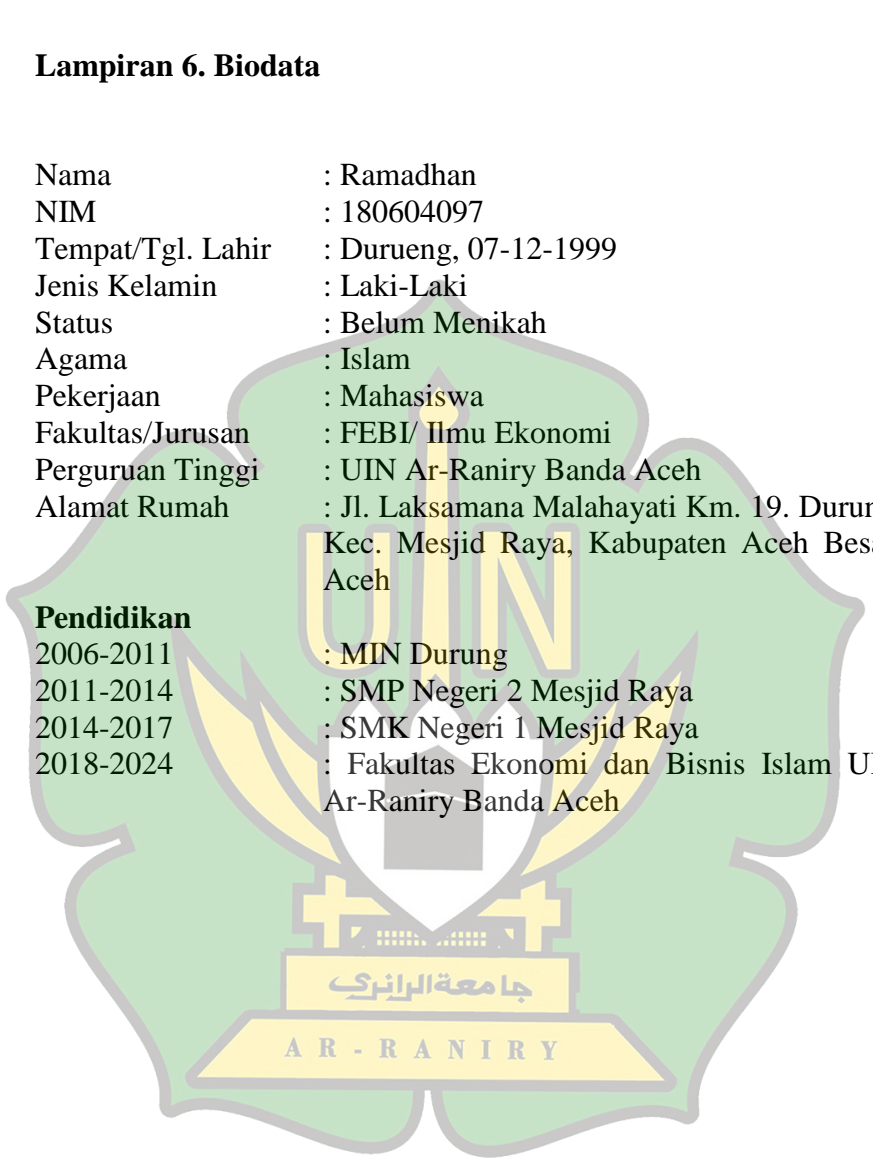 Lampiran 6. Biodata
Nama : Ramadhan
NIM : 180604097
Tempat/Tgl. Lahir : Durueng, 07-12-1999
Jenis Kelamin : Laki-Laki
Status : Belum Menikah
Agama : Islam
Pekerjaan : Mahasiswa
Fakultas/Jurusan : FEBI/ Ilmu Ekonomi
Perguruan Tinggi : UIN Ar-Raniry Banda Aceh
Alamat Rumah : Jl. Laksamana Malahayati Km. 19.
Kec. Mesjid Raya, Kabupaten Aceh
Aceh
Pendidikan
2006-2011 : MIN Durung
2011-2014 : SMP Negeri 2 Mesjid Raya
2014-2017 : SMK Negeri 1 Mesjid Raya
2018-2024 : Fakultas Ekonomi dan Bisnis Islam
Ar-Raniry Banda Aceh
UIN
جامعة الرانري
AR-RANIRY